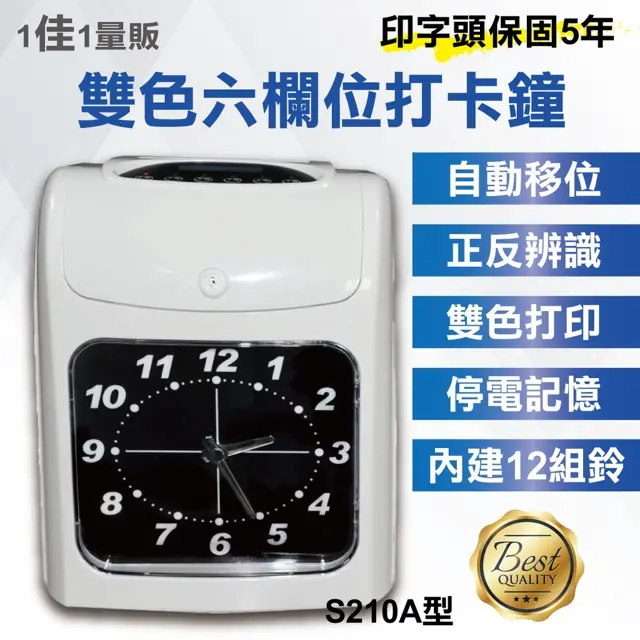 1佳1量販
印字頭保固5年
雙色六欄位打卡鐘
自動移位
正反辨識
雙色打印
停電記憶
內建12組鈴
12
1
2
3
4
5
6
7
8
9
10
11
Best
QUALITY
S210A型